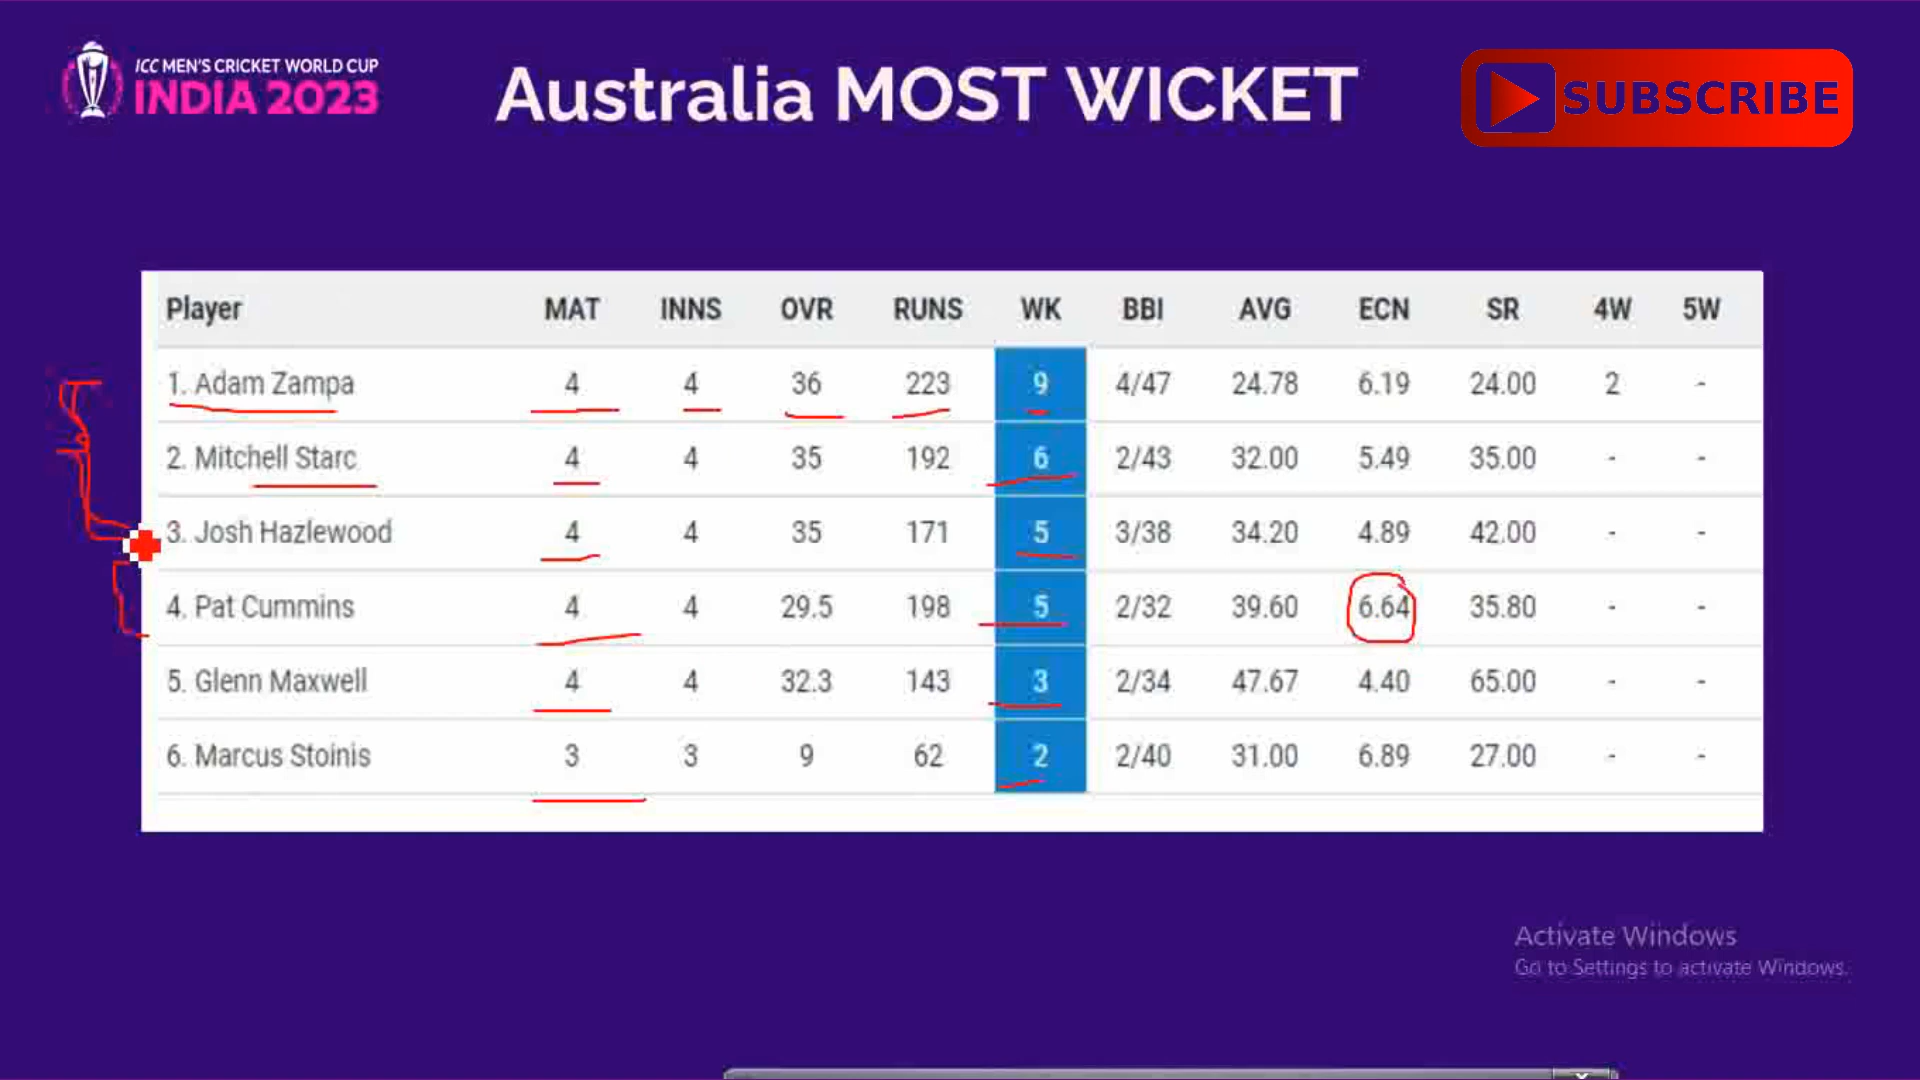 ICC MEN'S CRICKET WORLD CUP
INDIA 2023
Australia MOST WICKET
SUBSCRIBE
Player MAT INNS OVR RUNS WK BBI AVG ECN SR 4W 5W
1. Adam Zampa 4 4 36 223 9 4/47 24.78 6.19 24.00 2 -
2. Mitchell Starc 4 4 35 192 6 2/43 32.00 5.49 35.00 - -
3. Josh Hazlewood 4 4 35 171 5 3/38 34.20 4.89 42.00 - -
4. Pat Cummins 4 4 29.5 198 5 2/32 39.60 6.64 35.80 - -
5. Glenn Maxwell 4 4 32.3 143 3 2/34 47.67 4.40 65.00 - -
6. Marcus Stoinis 3 3 9 62 2 2/40 31.00 6.89 27.00 - -
Activate Windows
Go to Settings to activate Windows.